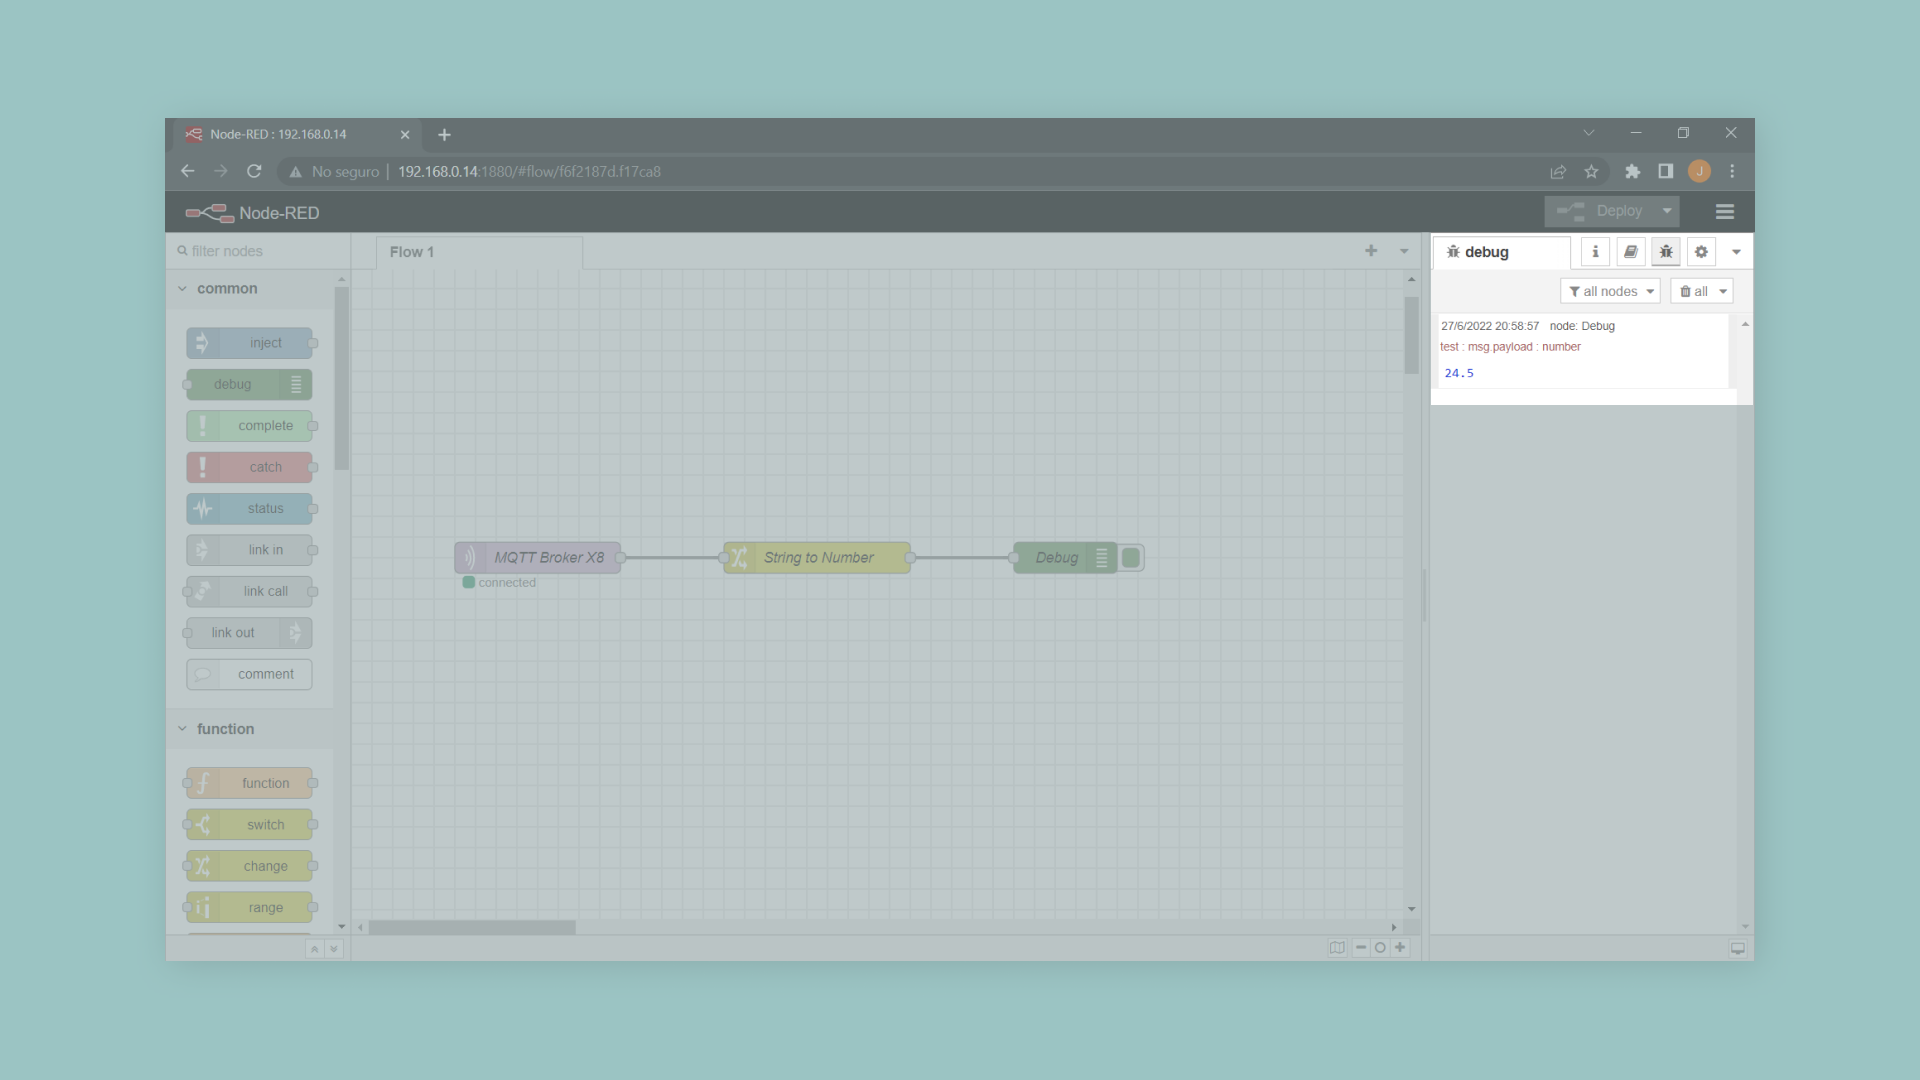 Node-RED : 192.168.0.14
No seguro | 192.168.0.14:1880/#flow/f6f2187d.f17ca8
J
Node-RED
Deploy
filter nodes
Flow 1
debug
common
all nodes
all
27/6/2022 20:58:57 node: Debug
test : msg.payload : number
24.5
inject
debug
complete
catch
status
link in
link call
link out
comment
MQTT Broker X8
String to Number
Debug
connected
function
function
switch
change
range